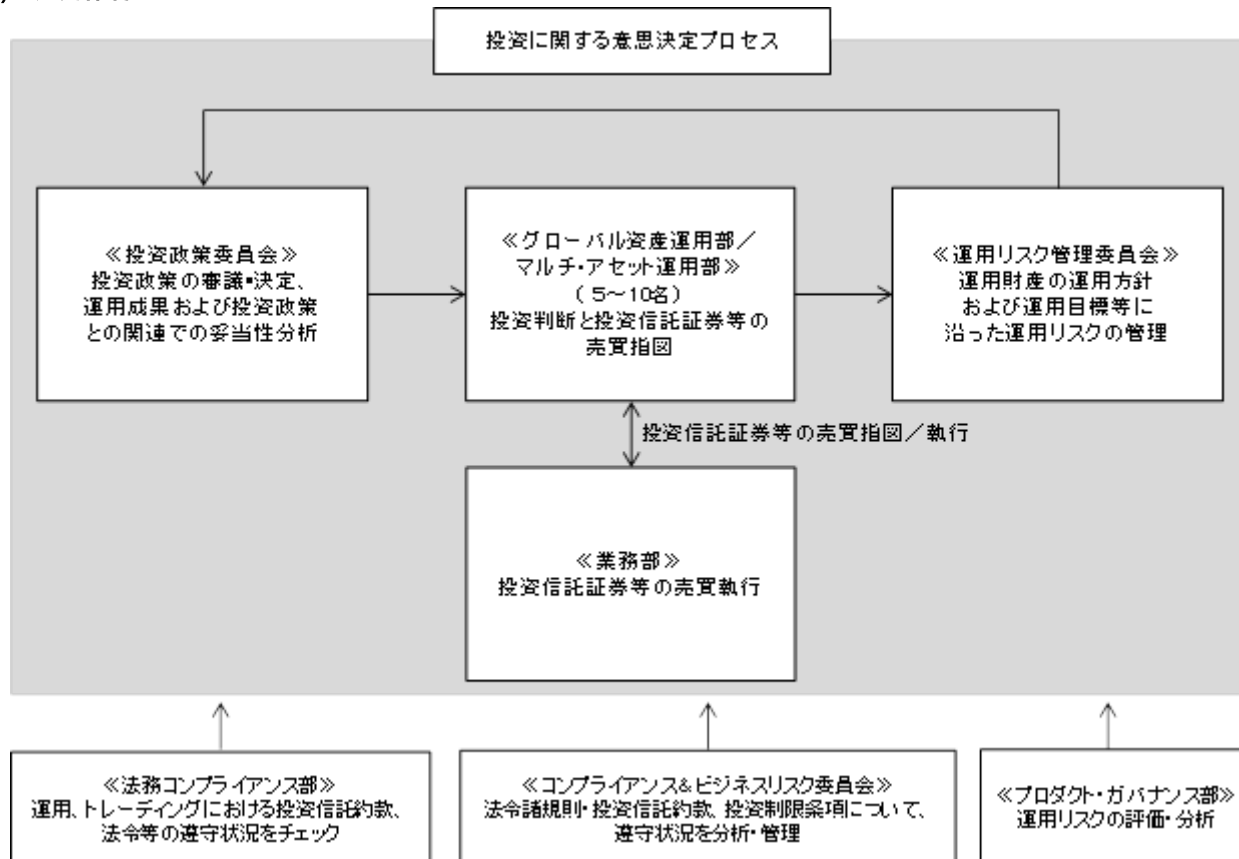 投資に関する意思決定プロセス
≪投資政策委員会≫
投資政策の審議・決定、
運用成果および投資政策
との関連での妥当性分析
≪グローバル資産運用部／
マルチ・アセット運用部≫
（５～10名）
投資判断と投資信託証券等の
売買指図
≪運用リスク管理委員会≫
運用財産の運用方針
および運用目標等に
沿った運用リスクの管理
投資信託証券等の売買指図／執行
≪業務部≫
投資信託証券等の売買執行
≪法務コンプライアンス部≫
運用、トレーディングにおける投資信託約款、
法令等の遵守状況をチェック
≪コンプライアンス＆ビジネスリスク委員会≫
法令諸規則・投資信託約款、投資制限条項について、
遵守状況を分析・管理
≪プロダクト・ガバナンス部≫
運用リスクの評価・分析